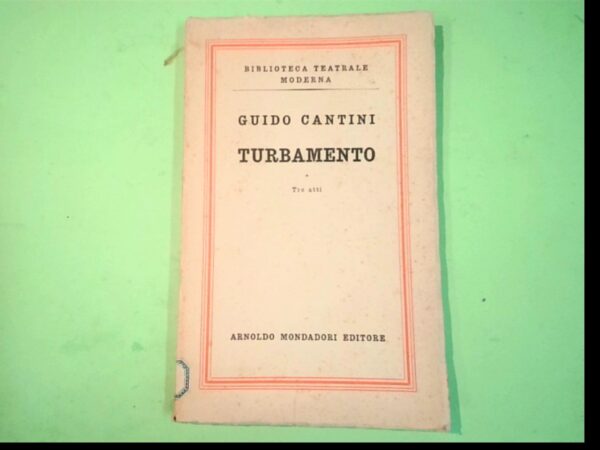 BIBLIOTECA TEATRALE
MODERNA
GUIDO CANTINI
TURBAMENTO
Tre atti
ARNOLDO MONDADORI EDITORE